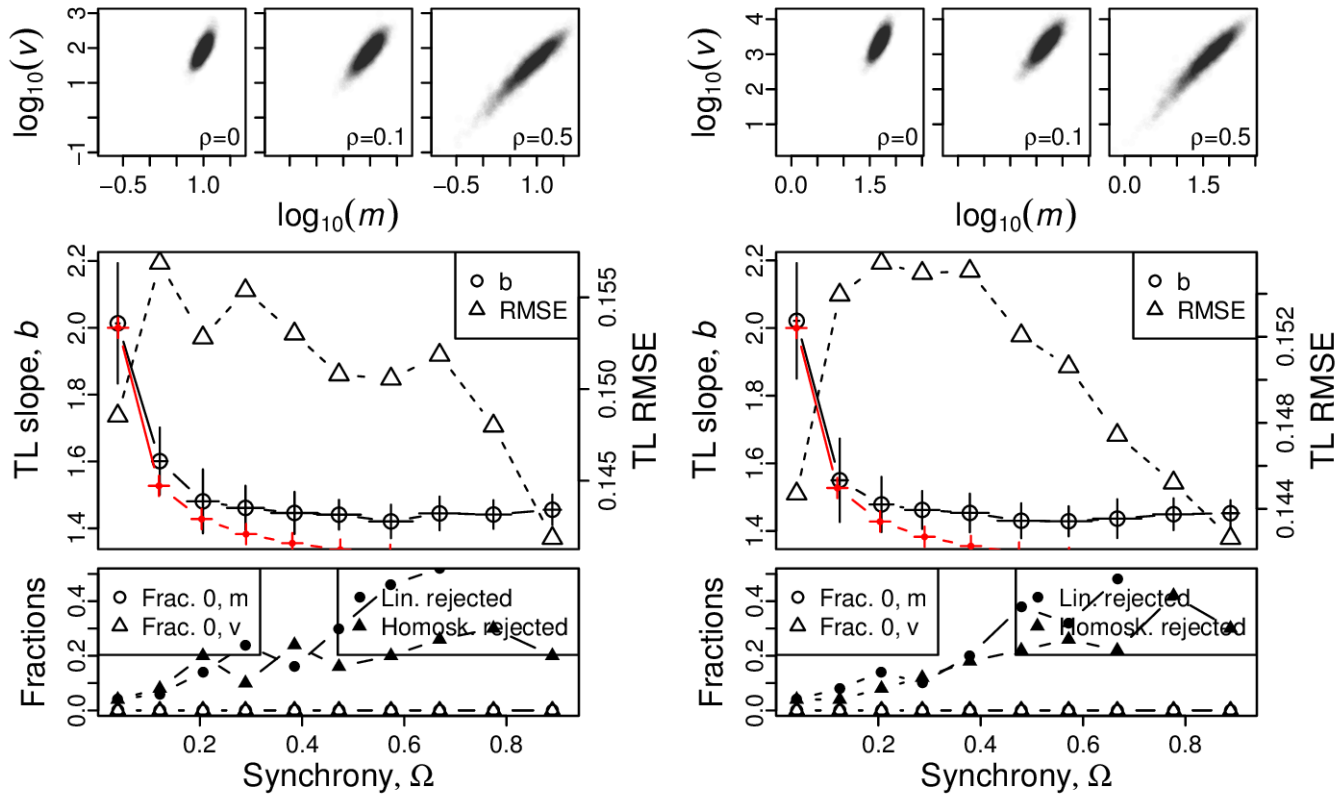 3
2
1
−1
log10(v)
ρ=0
ρ=0.1
ρ=0.5
−0.5 1.0 −0.5 1.0
log10(m)
4
3
2
1
log10(v)
ρ=0
ρ=0.1
ρ=0.5
0.0 1.5 0.0 1.5
log10(m)
2.2
2.0
1.8
1.6
1.4
TL slope, b
b
RMSE
0.155
0.150
0.145
TL RMSE
2.2
2.0
1.8
1.6
1.4
TL slope, b
b
RMSE
0.152
0.148
0.144
TL RMSE
0.4
0.2
0.0
Fractions
Frac. 0, m
Frac. 0, v
Lin. rejected
Homosk. rejected
0.2 0.4 0.6 0.8
Synchrony, Ω
0.4
0.2
0.0
Fractions
Frac. 0, m
Frac. 0, v
Lin. rejected
Homosk. rejected
0.2 0.4 0.6 0.8
Synchrony, Ω